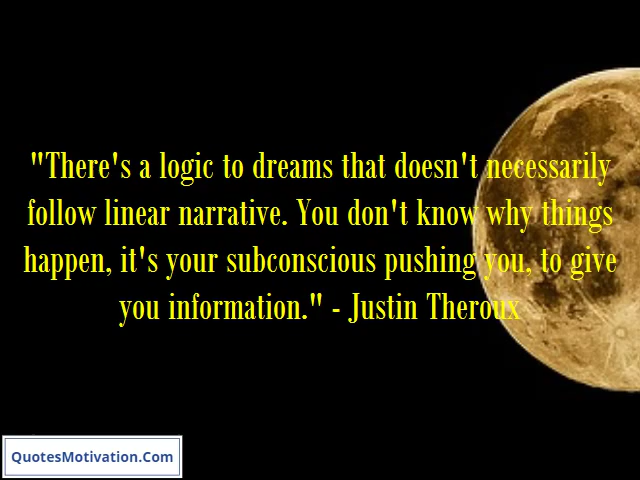 "There's a logic to dreams that doesn't necessarily
follow linear narrative. You don't know why things
happen, it's your subconscious pushing you, to give
you information." - Justin Theroux
QuotesMotivation.Com